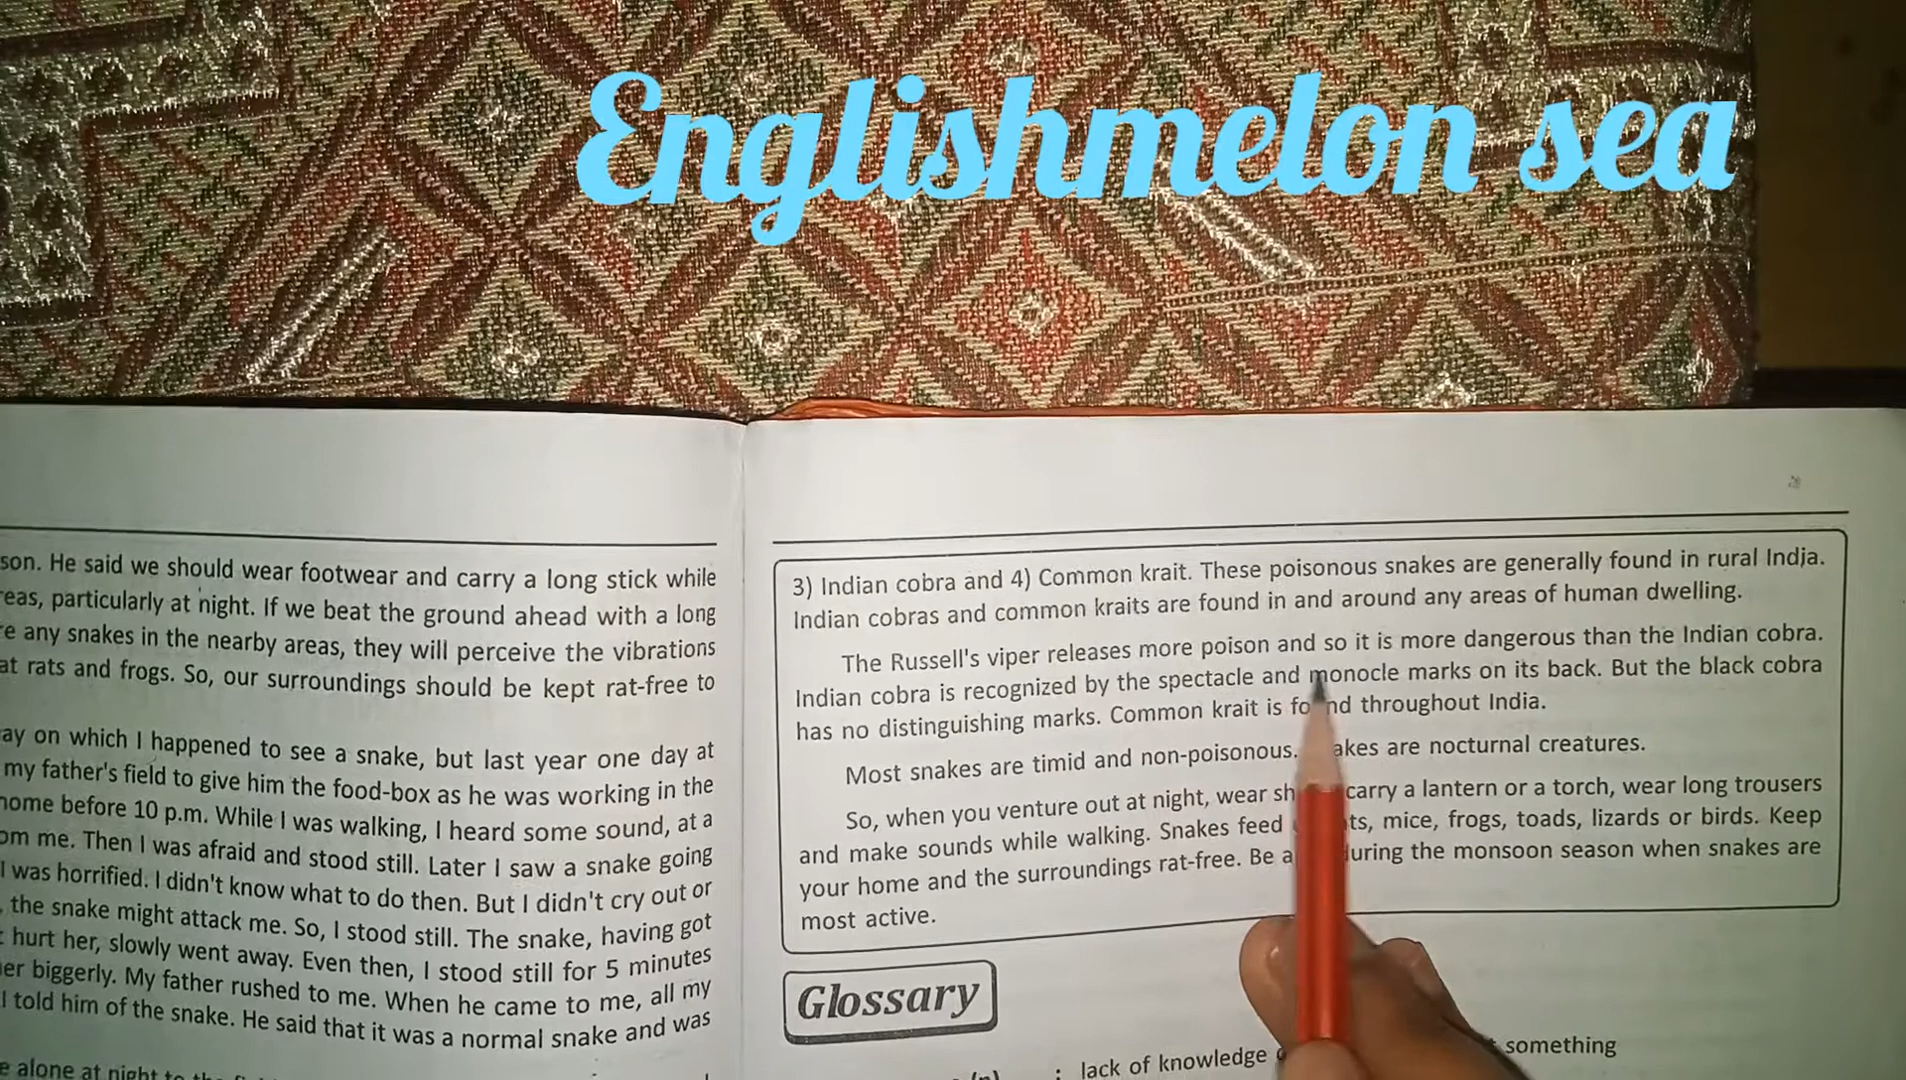 Englishmelon sea
son. He said we should wear footwear and carry a long stick while
reas, particularly at night. If we beat the ground ahead with a long
re any snakes in the nearby areas, they will perceive the vibrations
at rats and frogs. So, our surroundings should be kept rat-free to
ay on which I happened to see a snake, but last year one day at
my father's field to give him the food-box as he was working in the
home before 10 p.m. While I was walking, I heard some sound, at a
om me. Then I was afraid and stood still. Later I saw a snake going
I was horrified. I didn't know what to do then. But I didn't cry out or
the snake might attack me. So, I stood still. The snake, having got
t hurt her, slowly went away. Even then, I stood still for 5 minutes
er biggerly. My father rushed to me. When he came to me, all my
I told him of the snake. He said that it was a normal snake and was
e alone at night to the
3) Indian cobra and 4) Common krait. These poisonous snakes are generally found in rural India.
Indian cobras and common kraits are found in and around any areas of human dwelling.
The Russell's viper releases more poison and so it is more dangerous than the Indian cobra.
Indian cobra is recognized by the spectacle and monocle marks on its back. But the black cobra
has no distinguishing marks. Common krait is found throughout India.
Most snakes are timid and non-poisonous. akes are nocturnal creatures.
So, when you venture out at night, wear sh carry a lantern or a torch, wear long trousers
and make sounds while walking. Snakes feed ts, mice, frogs, toads, lizards or birds. Keep
your home and the surroundings rat-free. Be a during the monsoon season when snakes are
most active.
Glossary
(n) : lack of knowledge something